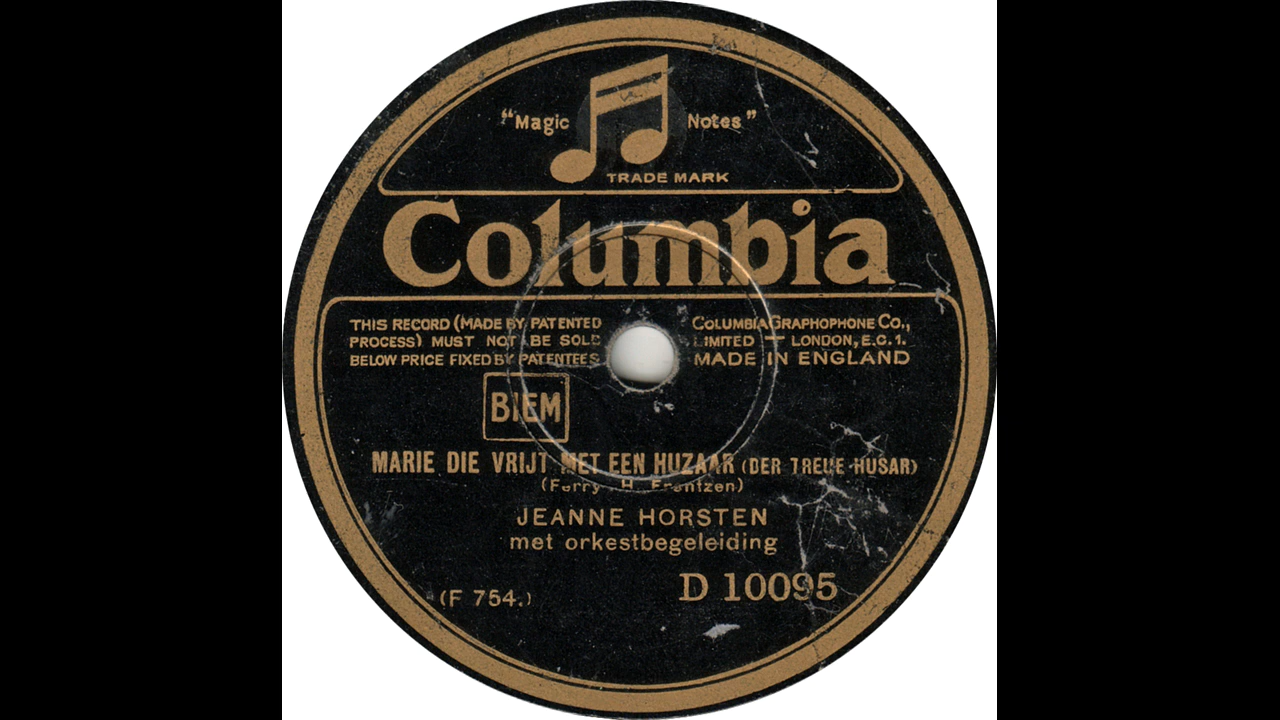 "Magic Notes"
TRADE MARK
Columbia
THIS RECORD (MADE BY PATENTED
PROCESS) MUST NOT BE SOLD
BELOW PRICE FIXED BY PATENTEES
COLUMBIA GRAPHOPHONE CO.,
LIMITED — LONDON, E.C.1.
MADE IN ENGLAND
BIEM
MARIE DIE VRIJT MET EEN HUZAAR (DER TREUE HUSAR)
(Ferry H. Frentzen)
JEANNE HORSTEN
met orkestbegeleiding
(F 754.)
D 10095